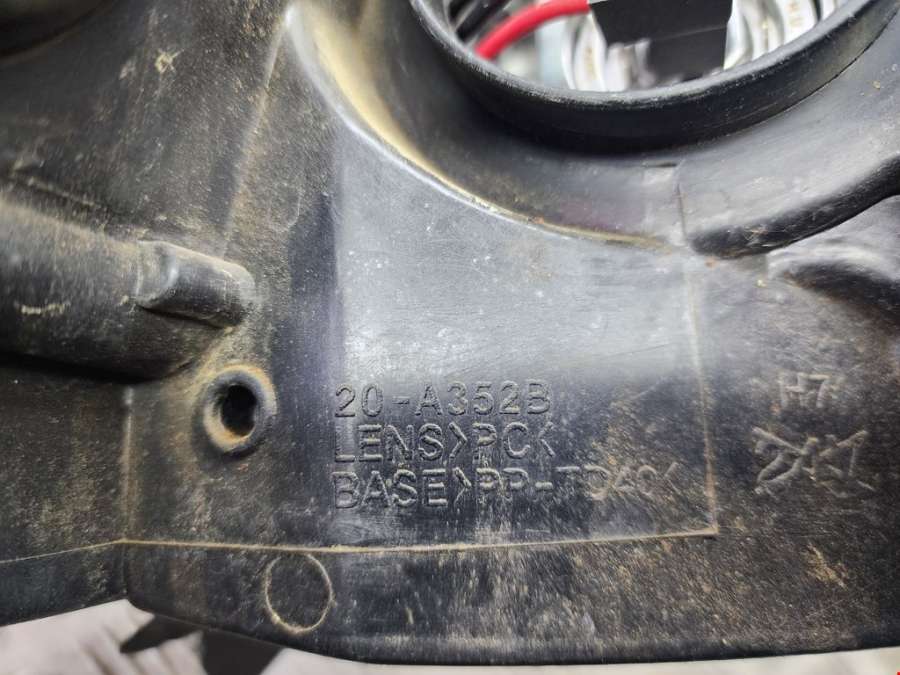 20-A352B
LENS>PC<
BASE>PP-TD40<
H7